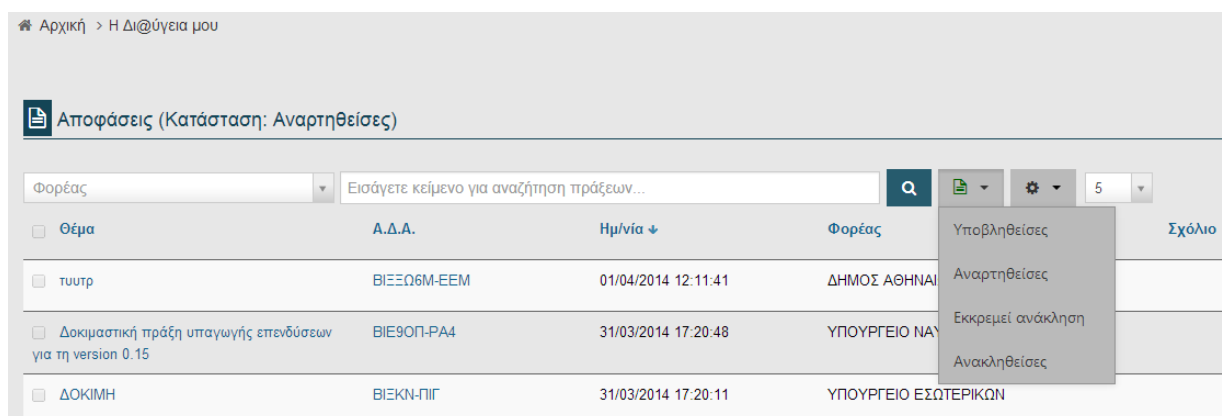 Αρχική > Η Δι@ύγεια μου
Αποφάσεις (Κατάσταση: Αναρτηθείσες)
Φορέας Εισάγετε κείμενο για αναζήτηση πράξεων... 5
Θέμα Α.Δ.Α. Ημ/νία Φορέας Σχόλιο
Υποβληθείσες
Αναρτηθείσες
Εκκρεμεί ανάκληση
Ανακληθείσες
τυυτρ ΒΙΞΞΩ6Μ-ΕΕΜ 01/04/2014 12:11:41 ΔΗΜΟΣ ΑΘΗΝΑΙ
Δοκιμαστική πράξη υπαγωγής επενδύσεων ΒΙΕ9ΟΠ-ΡΑ4 31/03/2014 17:20:48 ΥΠΟΥΡΓΕΙΟ ΝΑΥ
για τη version 0.15
ΔΟΚΙΜΗ ΒΙΞΚΝ-ΠΙΓ 31/03/2014 17:20:11 ΥΠΟΥΡΓΕΙΟ ΕΣΩΤΕΡΙΚΩΝ